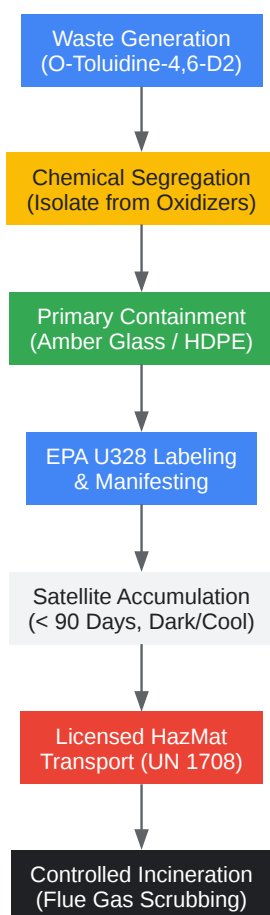 Waste Generation
(O-Toluidine-4,6-D2)
Chemical Segregation
(Isolate from Oxidizers)
Primary Containment
(Amber Glass / HDPE)
EPA U328 Labeling
& Manifesting
Satellite Accumulation
(< 90 Days, Dark/Cool)
Licensed HazMat
Transport (UN 1708)
Controlled Incineration
(Flue Gas Scrubbing)